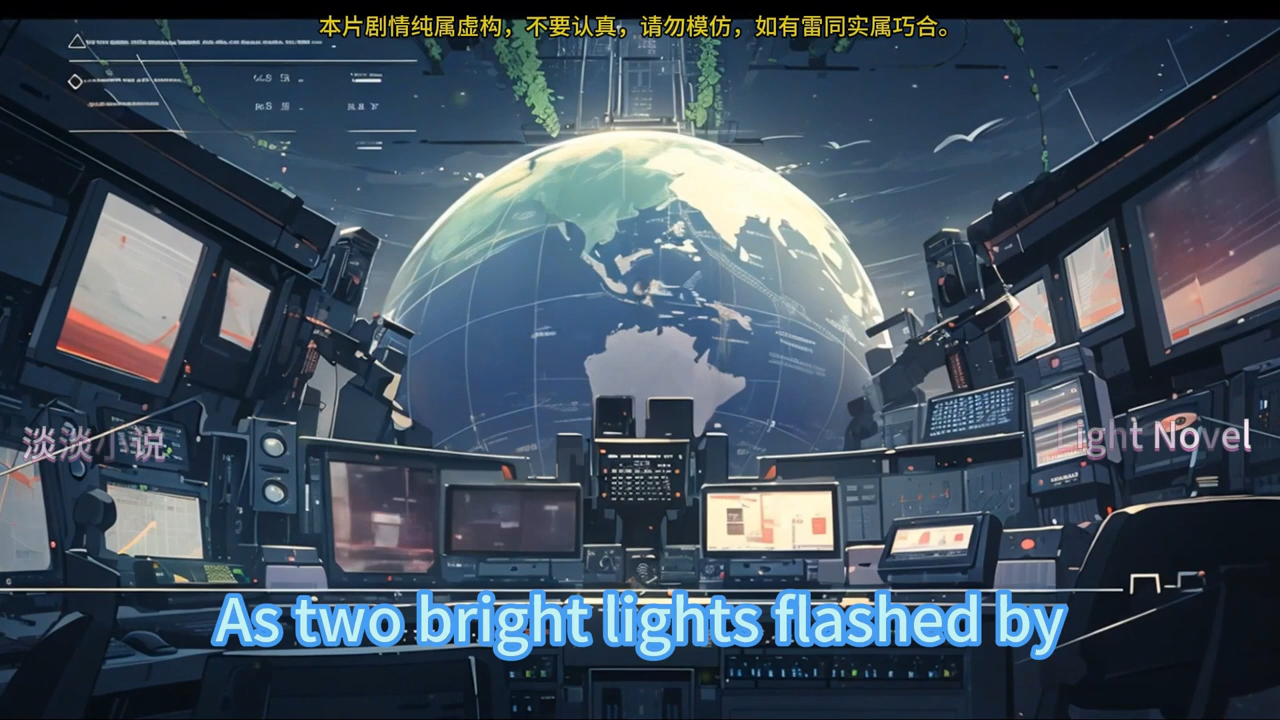 本片剧情纯属虚构，不要认真，请勿模仿，如有雷同实属巧合。
淡淡小说
Light Novel
As two bright lights flashed by